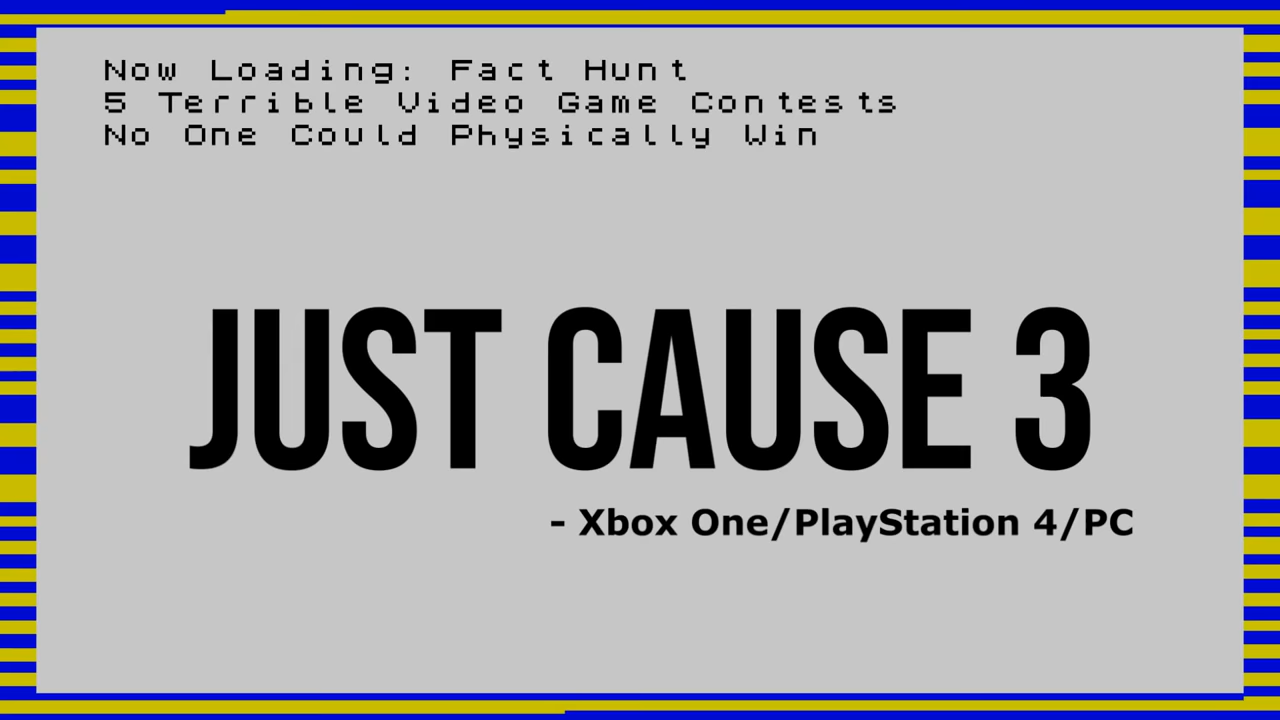 Now Loading: Fact Hunt
5 Terrible Video Game Contests
No One Could Physically Win
JUST CAUSE 3
- Xbox One/PlayStation 4/PC